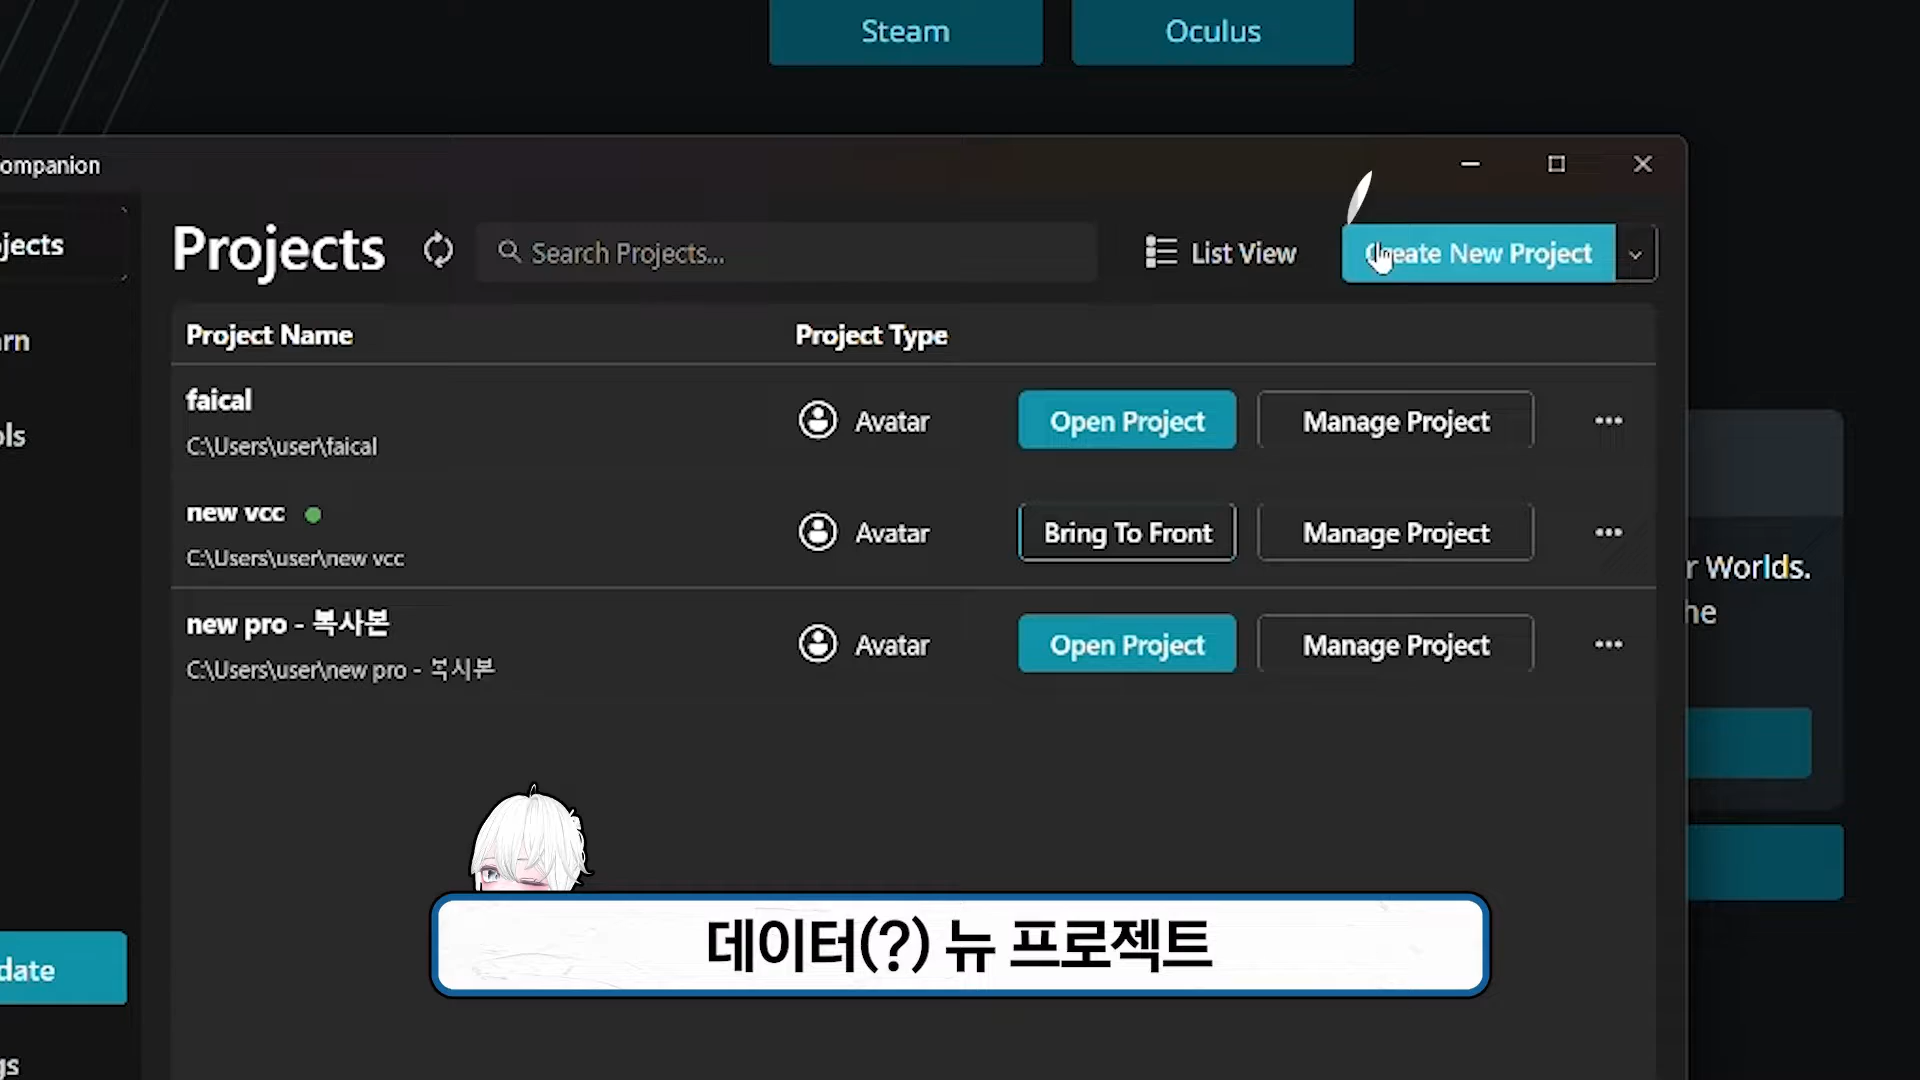 Steam
Oculus
ompanion
jects
Projects
Search Projects...
List View
Create New Project
rn
Project Name
Project Type
faical
C:\Users\user\faical
Avatar
Open Project
Manage Project
ls
new vcc
C:\Users\user\new vcc
Avatar
Bring To Front
Manage Project
r Worlds.
he
new pro - 복사본
C:\Users\user\new pro - 복사본
Avatar
Open Project
Manage Project
데이터(?) 뉴 프로젝트
date
gs